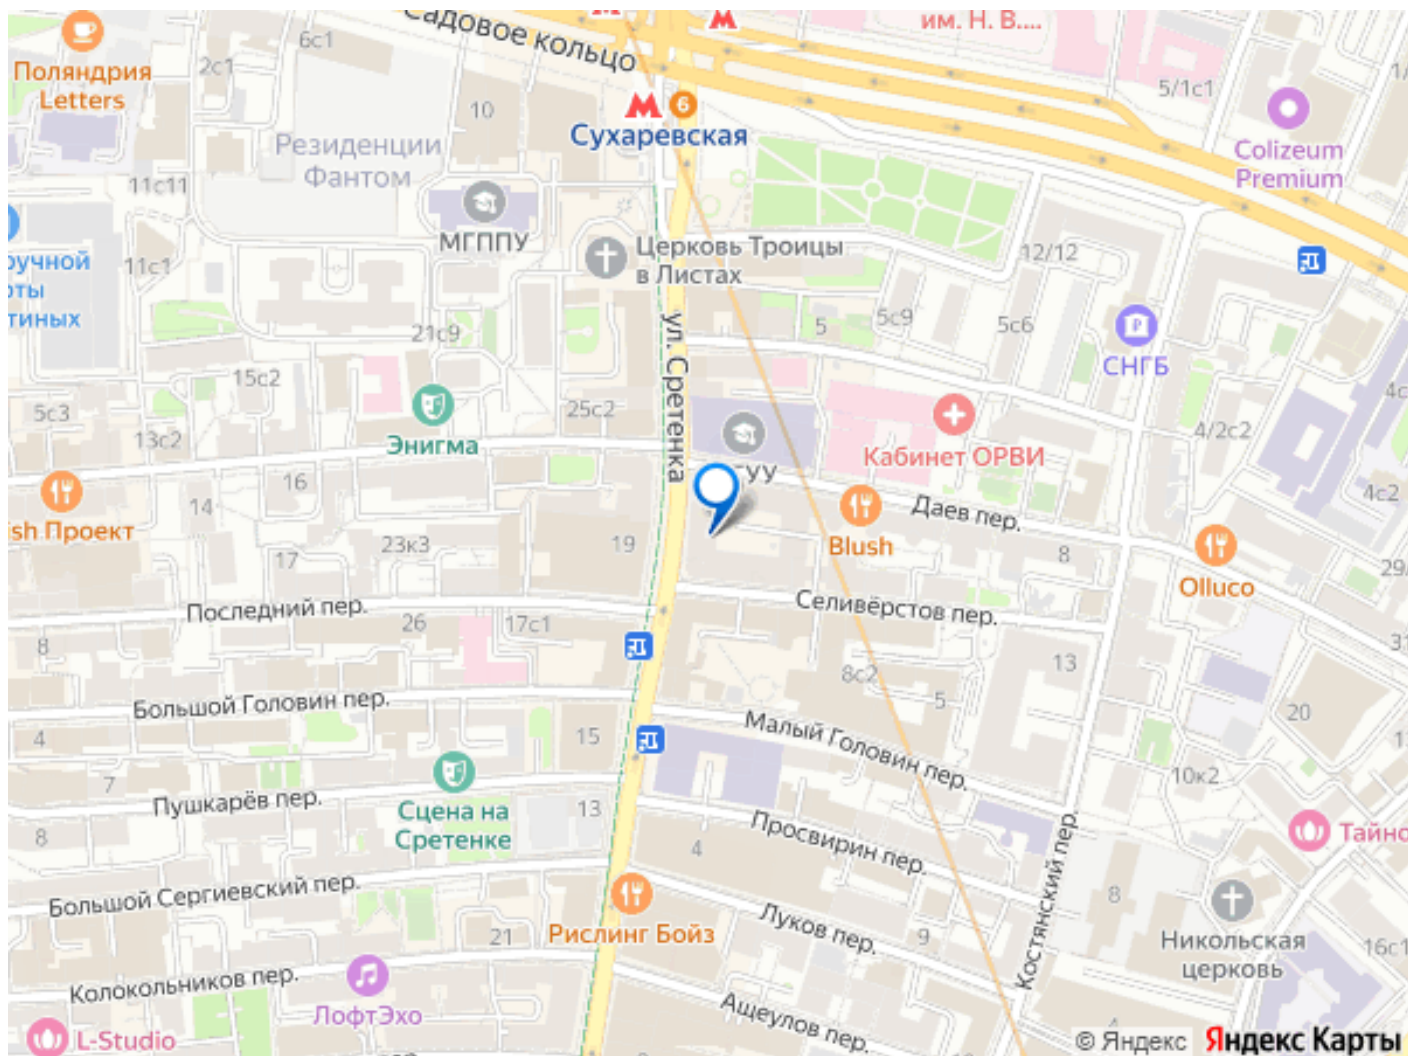 Садовое кольцо
им. Н. В....
6с1
2с1
Поляндрия
Letters
10
5/1с1
Сухаревская
6
Резиденции
Фантом
Colizeum
Premium
11с11
МГППУ
Церковь Троицы
в Листах
12/12
11с1
21с9
ул. Сретенка
5
5с9
5с6
СНГБ
15с2
5с3
13с2
Энигма
25с2
Кабинет ОРВИ
4/2с2
16
14
4с2
Даев пер.
Blush
8
Olluco
23к3
19
17
Последний пер.
26
17с1
Селивёрстов пер.
8
13
8с2
5
Большой Головин пер.
4
15
Малый Головин пер.
20
10к2
7
Пушкарёв пер.
Сцена на
Сретенке
13
8
Просвирин пер.
4
Костянский пер.
Большой Сергиевский пер.
8
Луков пер.
9
Рислинг Бойз
21
Никольская
церковь
16с1
Колокольников пер.
ЛофтЭхо
Ащеулов пер.
L-Studio
© Яндекс
Яндекс Карты